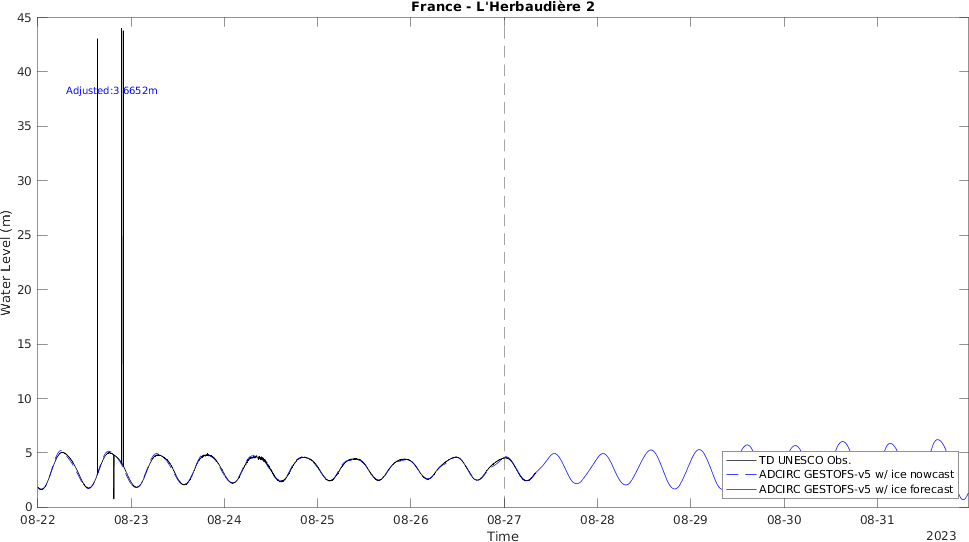 France - L'Herbaudière 2
45
40
35
30
25
20
15
10
5
0
Water Level (m)
Adjusted:3.6652m
TD UNESCO Obs.
ADCIRC GESTOFS-v5 w/ ice nowcast
ADCIRC GESTOFS-v5 w/ ice forecast
08-22 08-23 08-24 08-25 08-26 08-27 08-28 08-29 08-30 08-31
Time
2023